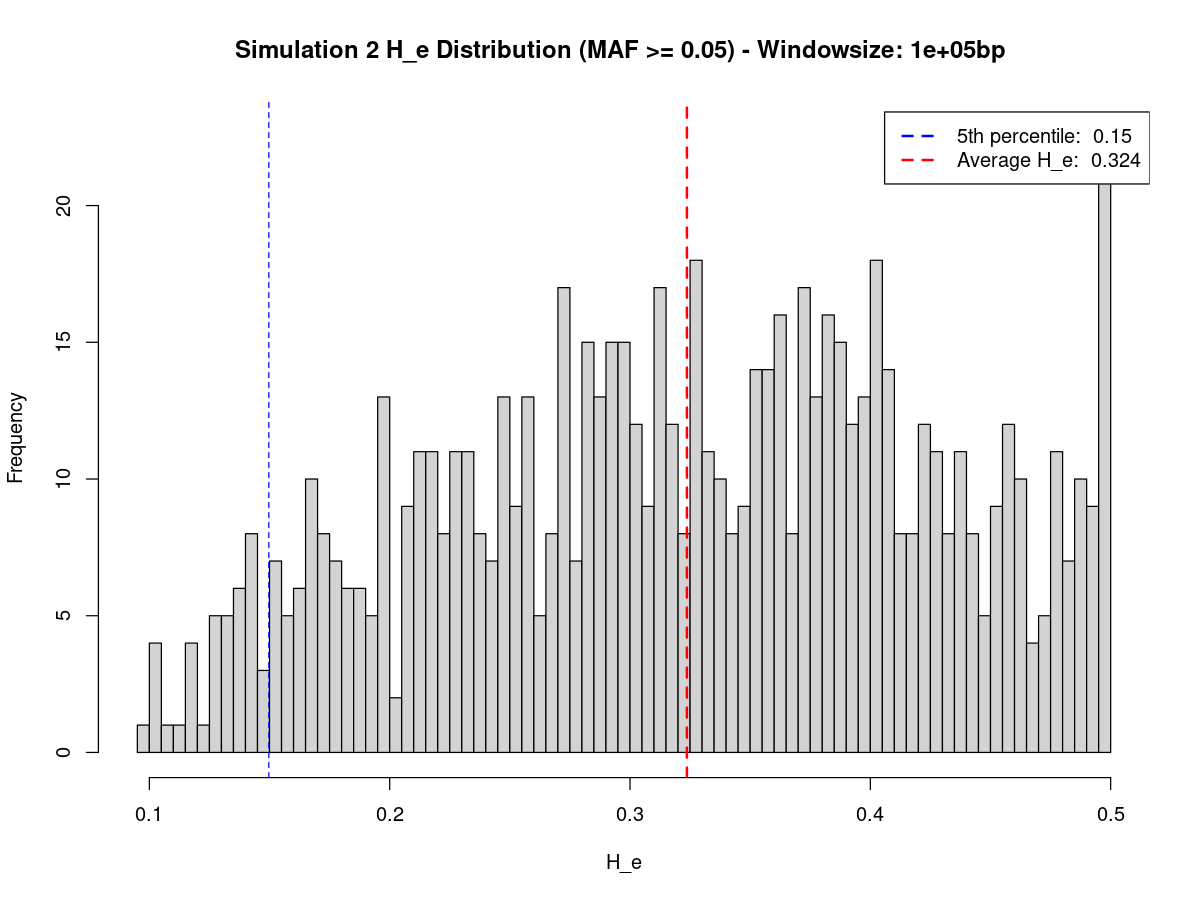 Simulation 2 H_e Distribution (MAF >= 0.05) - Windowsize: 1e+05bp
5th percentile: 0.15
Average H_e: 0.324
20
15
10
5
0
Frequency
0.1 0.2 0.3 0.4 0.5
H_e